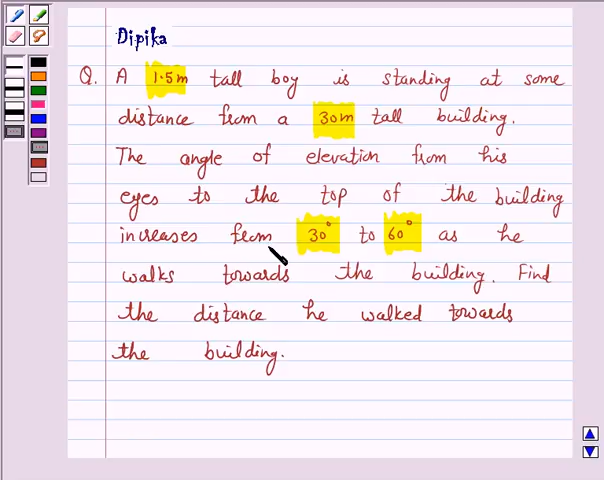 Dipika
Q. A 1.5m tall boy is standing at some
distance from a 30m tall building.
The angle of elevation from his
eyes to the top of the building
increases from 30° to 60° as he
walks towards the building. Find
the distance he walked towards
the building.